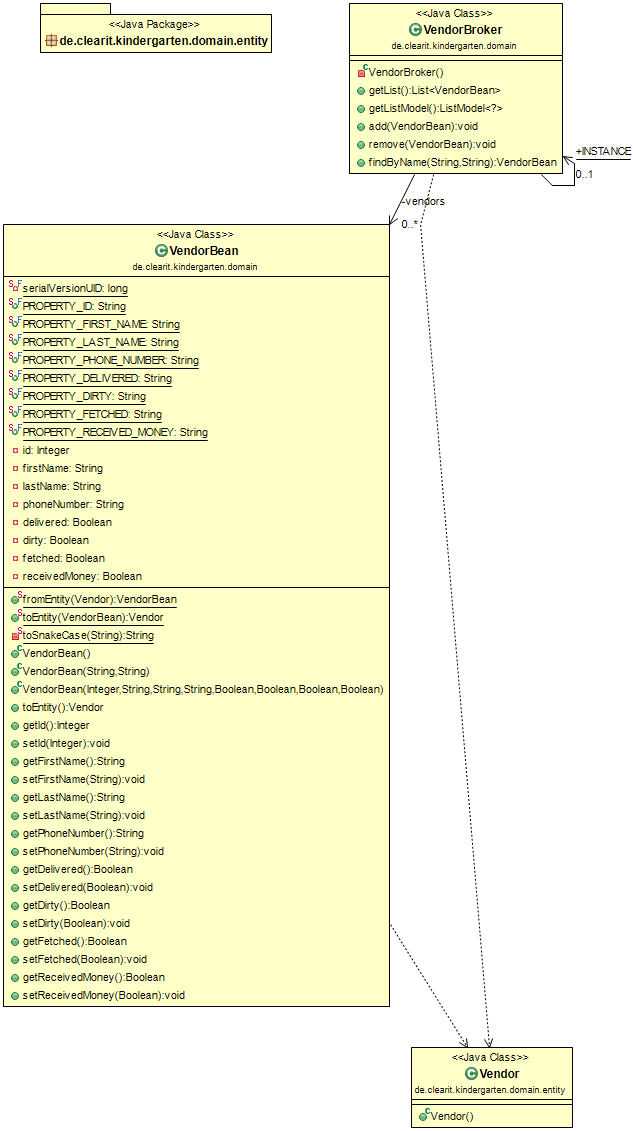 <<Java Package>>
de.clearit.kindergarten.domain.entity
<<Java Class>>
VendorBroker
de.clearit.kindergarten.domain
VendorBroker()
getList():List<VendorBean>
getListModel():ListModel<?>
add(VendorBean):void
remove(VendorBean):void
findByName(String,String):VendorBean
+INSTANCE
0..1
-vendors
0..*
<<Java Class>>
VendorBean
de.clearit.kindergarten.domain
serialVersionUID: long
PROPERTY_ID: String
PROPERTY_FIRST_NAME: String
PROPERTY_LAST_NAME: String
PROPERTY_PHONE_NUMBER: String
PROPERTY_DELIVERED: String
PROPERTY_DIRTY: String
PROPERTY_FETCHED: String
PROPERTY_RECEIVED_MONEY: String
id: Integer
firstName: String
lastName: String
phoneNumber: String
delivered: Boolean
dirty: Boolean
fetched: Boolean
receivedMoney: Boolean
fromEntity(Vendor):VendorBean
toEntity(VendorBean):Vendor
toSnakeCase(String):String
VendorBean()
VendorBean(String,String)
VendorBean(Integer,String,String,String,Boolean,Boolean,Boolean,Boolean)
toEntity():Vendor
getId():Integer
setId(Integer):void
getFirstName():String
setFirstName(String):void
getLastName():String
setLastName(String):void
getPhoneNumber():String
setPhoneNumber(String):void
getDelivered():Boolean
setDelivered(Boolean):void
getDirty():Boolean
setDirty(Boolean):void
getFetched():Boolean
setFetched(Boolean):void
getReceivedMoney():Boolean
setReceivedMoney(Boolean):void
<<Java Class>>
Vendor
de.clearit.kindergarten.domain.entity
Vendor()